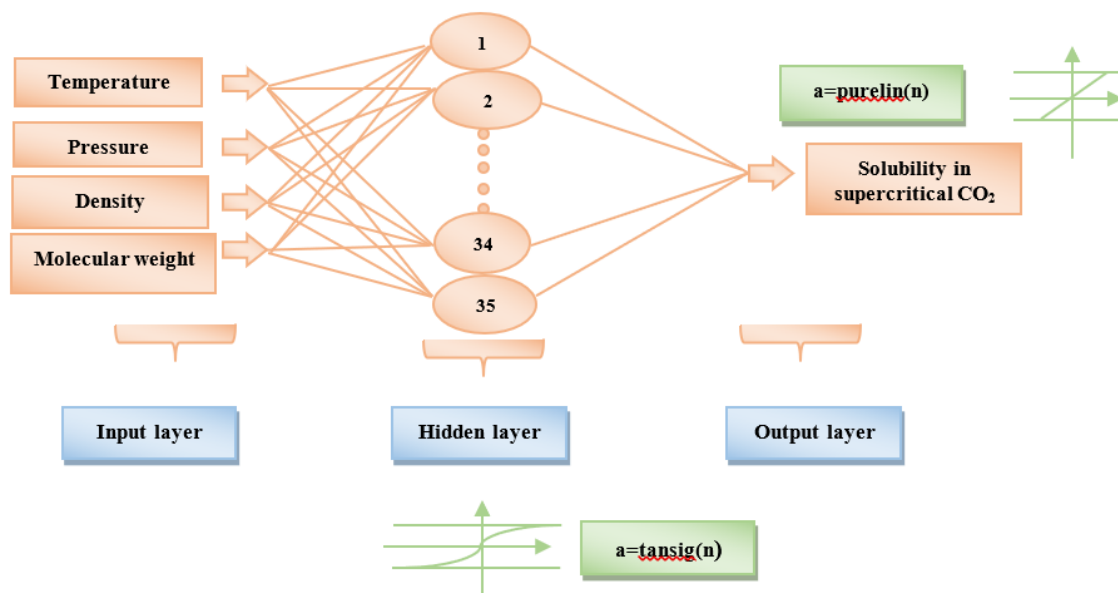 Temperature
Pressure
Density
Molecular weight
1
2
34
35
a=purelin(n)
Solubility in
supercritical CO₂
Input layer
Hidden layer
Output layer
a=tansig(n)